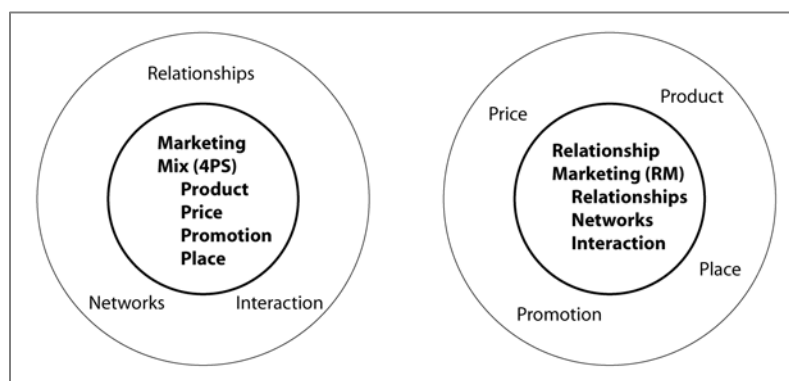 Relationships
Marketing
Mix (4PS)
Product
Price
Promotion
Place
Networks
Interaction
Product
Price
Relationship
Marketing (RM)
Relationships
Networks
Interaction
Place
Promotion